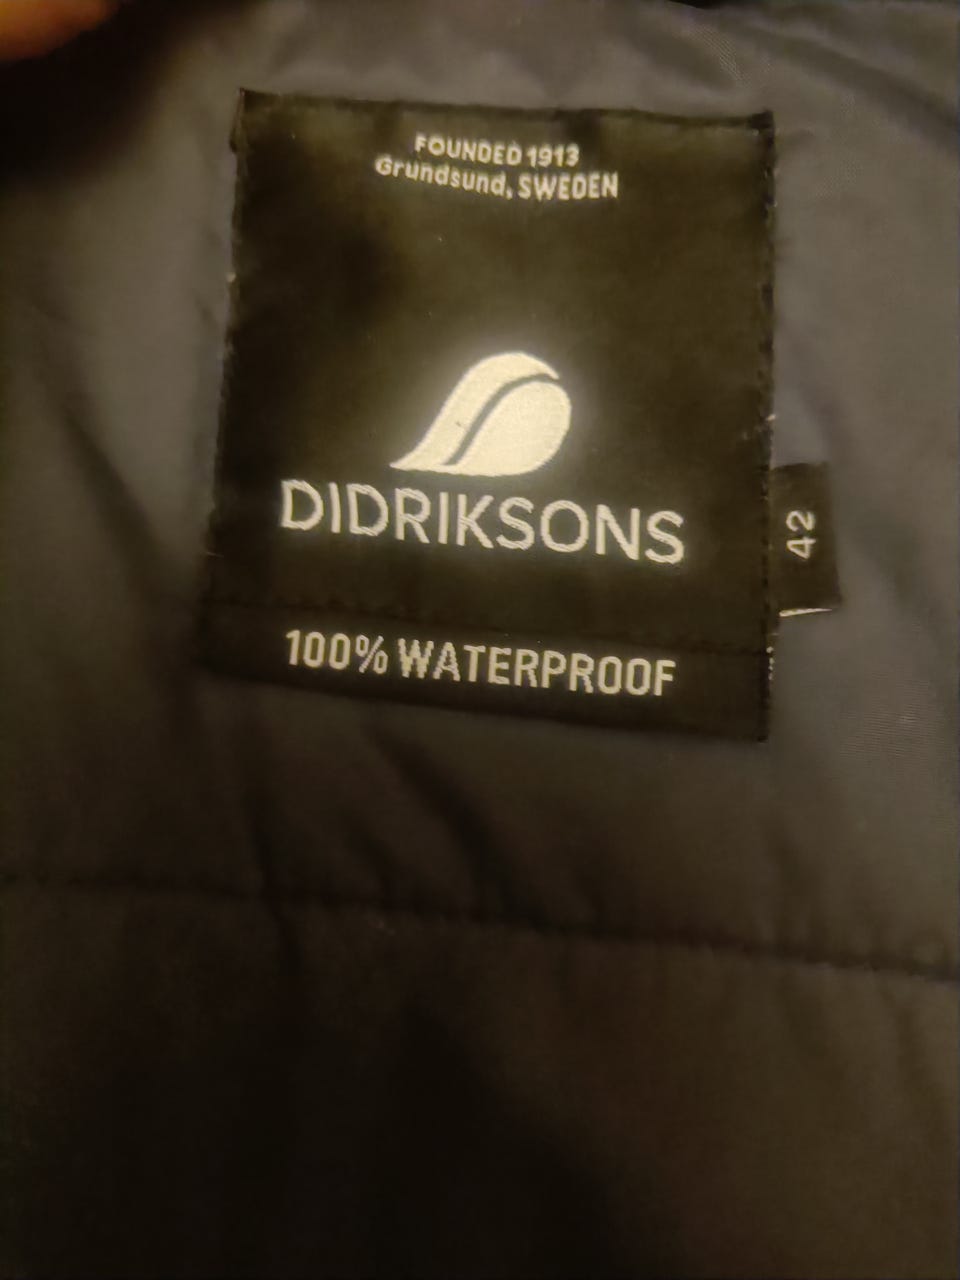 FOUNDED 1913
Grundsund, SWEDEN
DIDRIKSONS
42
100% WATERPROOF